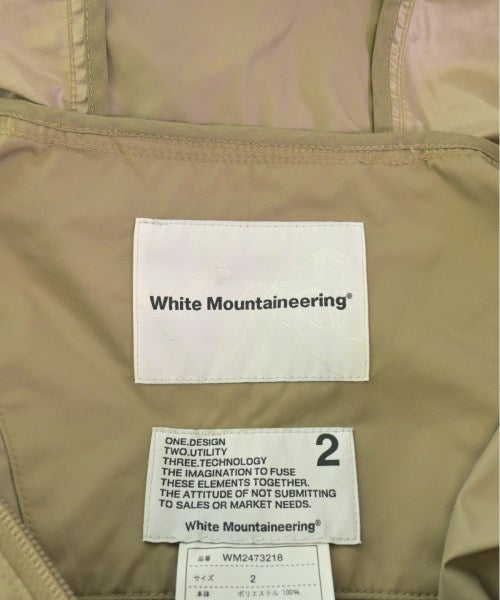 White Mountaineering®
ONE.DESIGN
TWO.UTILITY
THREE.TECHNOLOGY
THE IMAGINATION TO FUSE
THESE ELEMENTS TOGETHER.
THE ATTITUDE OF NOT SUBMITTING
TO SALES OR MARKET NEEDS.
2
White Mountaineering®
品番 WM2473218
サイズ 2
本体 ポリエステル 100%